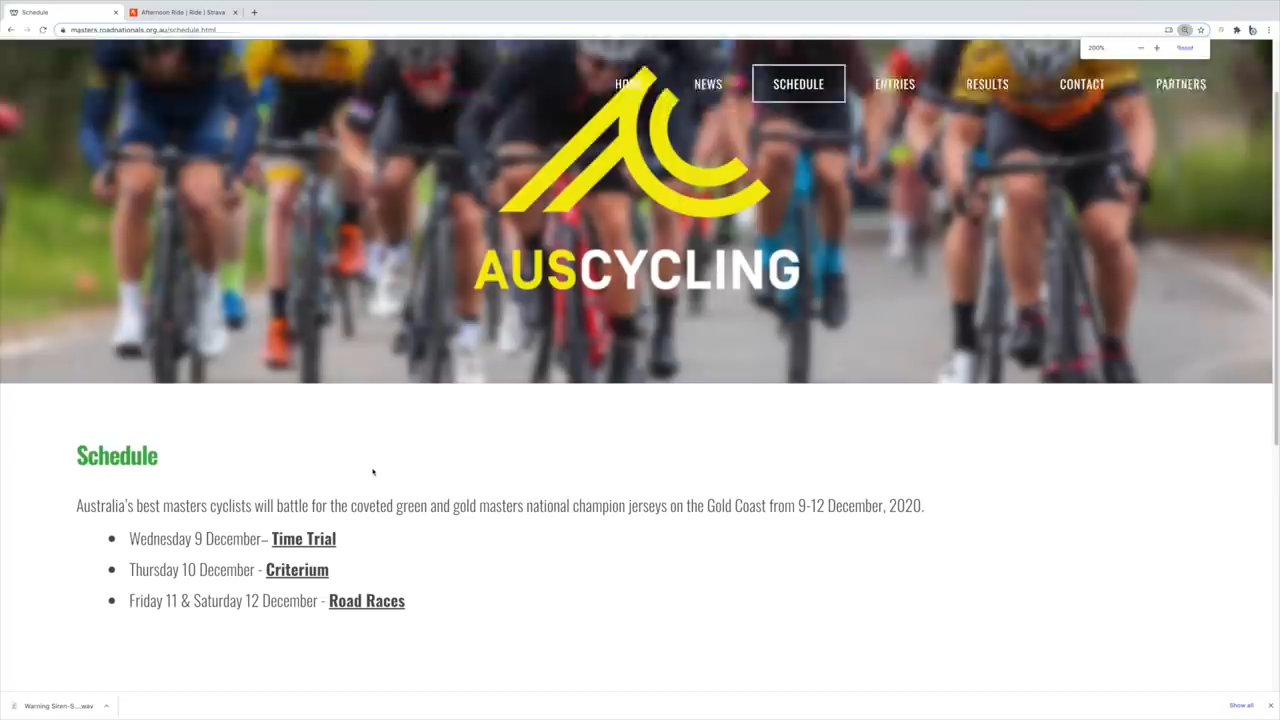 Schedule
Afternoon Ride | Ride | Strava
masters.roadnationals.org.au/schedule.html
200%
Reset
HOME
NEWS
SCHEDULE
ENTRIES
RESULTS
CONTACT
PARTNERS
AUSCYCLING
Schedule
Australia's best masters cyclists will battle for the coveted green and gold masters national champion jerseys on the Gold Coast from 9-12 December, 2020.
Wednesday 9 December– Time Trial
Thursday 10 December - Criterium
Friday 11 & Saturday 12 December - Road Races
Warning Siren-S....wav
Show all